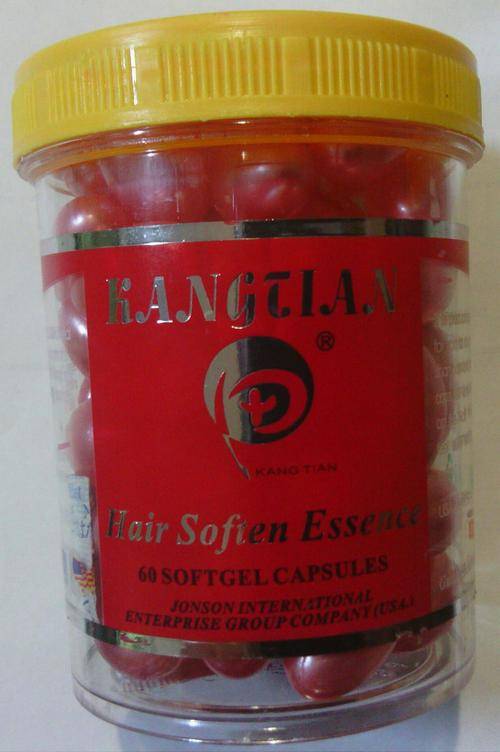 KANGTIAN
®
KANG TIAN
Hair Soften Essence
60 SOFTGEL CAPSULES
JONSON INTERNATIONAL
ENTERPRISE GROUP COMPANY (USA.)